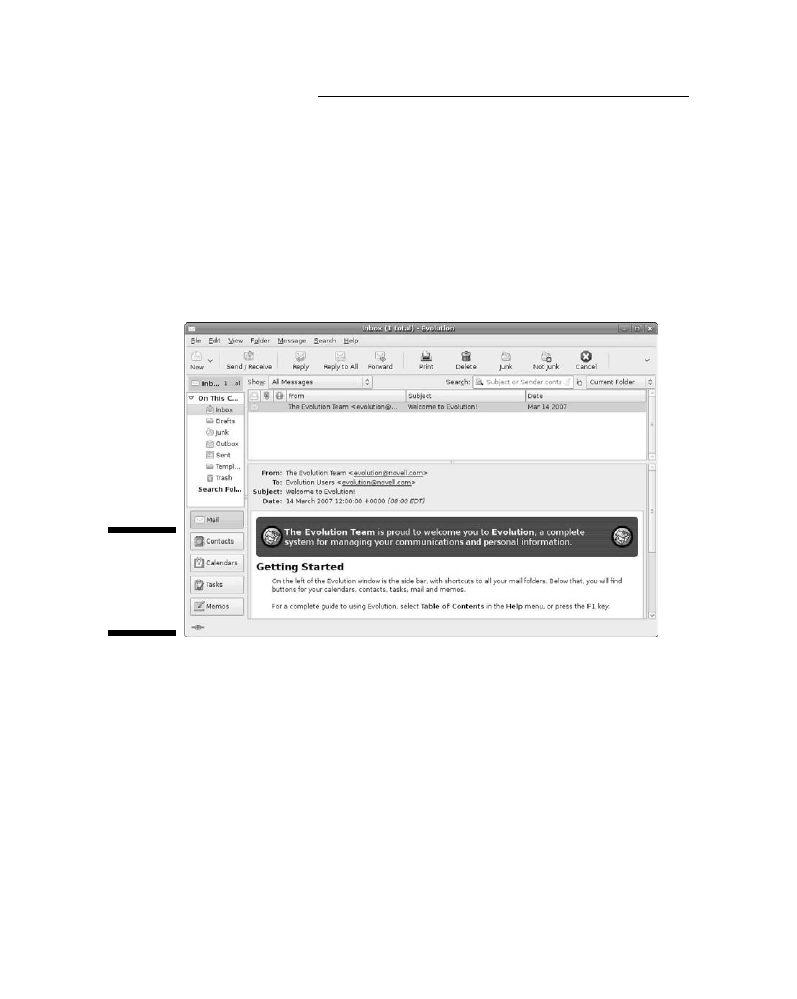 Inbox (1 total) - Evolution
File Edit View Folder Message Search Help
New Send / Receive Reply Reply to All Forward Print Delete Junk Not Junk Cancel
Inb... 1 Show: All Messages Search: Subject or Sender conta Current Folder
On This C...
Inbox
Drafts
Junk
Outbox
Sent
Templ...
Trash
Search Fol...
Mail
Contacts
Calendars
Tasks
Memos
From Subject Date
The Evolution Team <evolution@... Welcome to Evolution! Mar 14 2007
From: The Evolution Team <evolution@novell.com>
To: Evolution Users <evolution@novell.com>
Subject: Welcome to Evolution!
Date: 14 March 2007 12:00:00 +0000 (08:00 EDT)
The Evolution Team is proud to welcome you to Evolution, a complete
system for managing your communications and personal information.
Getting Started
On the left of the Evolution window is the side bar, with shortcuts to all your mail folders. Below that, you will find
buttons for your calendars, contacts, tasks, mail and memos.
For a complete guide to using Evolution, select Table of Contents in the Help menu, or press the F1 key.